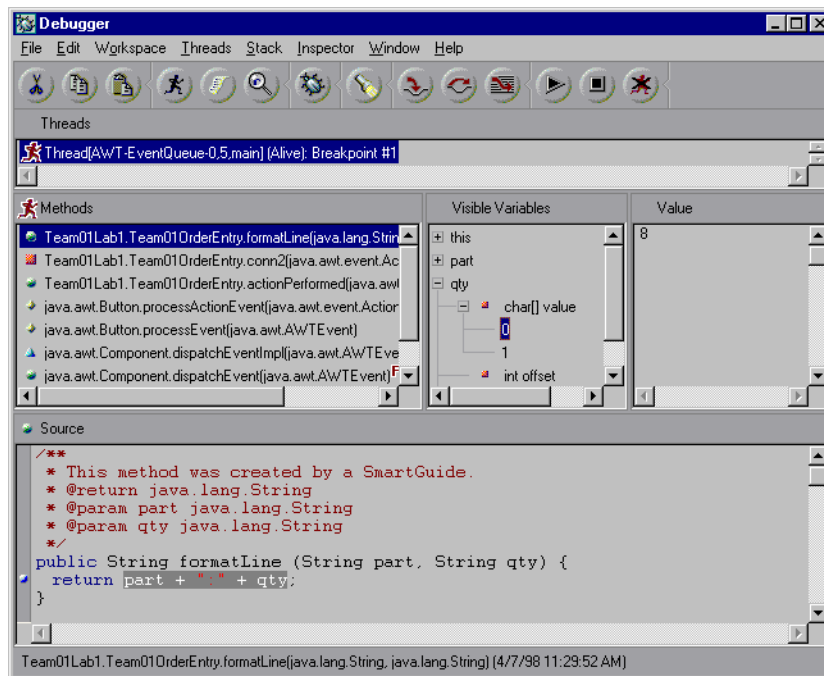 Debugger
File Edit Workspace Threads Stack Inspector Window Help
Threads
Thread[AWT-EventQueue-0,5,main] (Alive): Breakpoint #1
Methods
Team01Lab1.Team01OrderEntry.formatLine(java.lang.Strin
Team01Lab1.Team01OrderEntry.conn2(java.awt.event.Ac
Team01Lab1.Team01OrderEntry.actionPerformed(java.awt
java.awt.Button.processActionEvent(java.awt.event.Action
java.awt.Button.processEvent(java.awt.AWTEvent)
java.awt.Component.dispatchEventImpl(java.awt.AWTEve
java.awt.Component.dispatchEvent(java.awt.AWTEvent) F
Visible Variables
this
part
qty
char[] value
0
1
int offset
Value
8
Source
/**
* This method was created by a SmartGuide.
* @return java.lang.String
* @param part java.lang.String
* @param qty java.lang.String
*/
public String formatLine (String part, String qty) {
return part + ":" + qty;
}
Team01Lab1.Team01OrderEntry.formatLine(java.lang.String, java.lang.String) (4/7/98 11:29:52 AM)